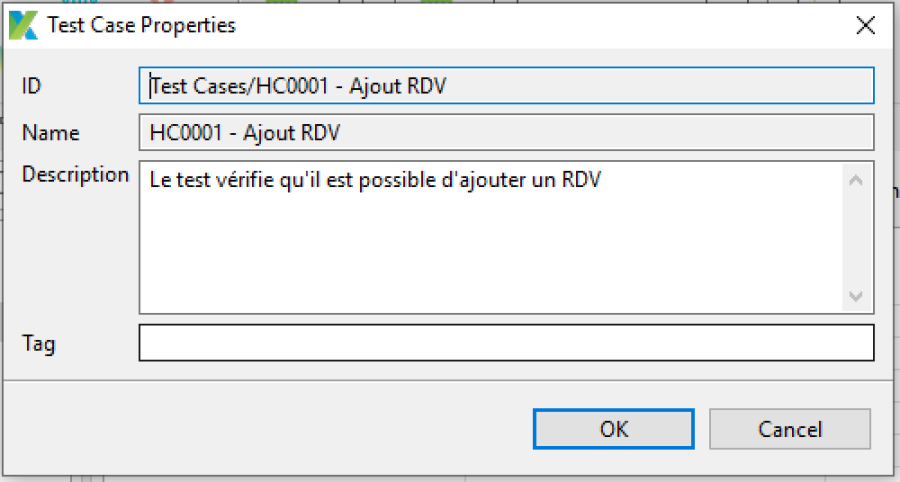 Test Case Properties
ID
Test Cases/HC0001 - Ajout RDV
Name
HC0001 - Ajout RDV
Description
Le test vérifie qu'il est possible d'ajouter un RDV
Tag
OK
Cancel